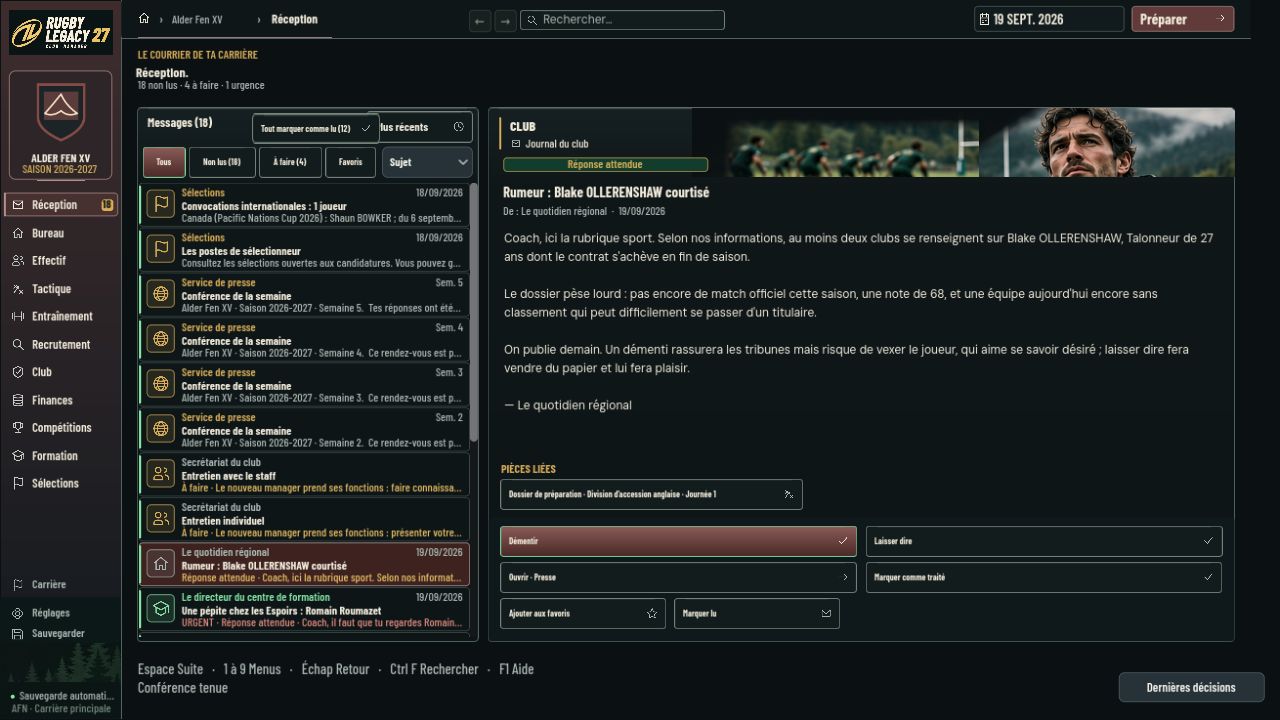 RUGBY
LEGACY 27
CLUB MANAGER
Alder Fen XV
Réception
Rechercher...
19 SEPT. 2026
Préparer
LE COURRIER DE TA CARRIÈRE
Réception.
18 non lus · 4 à faire · 1 urgence
ALDER FEN XV
SAISON 2026-2027
Réception
18
Bureau
Effectif
Tactique
Entraînement
Recrutement
Club
Finances
Compétitions
Formation
Sélections
Carrière
Réglages
Sauvegarder
Sauvegarde automati...
AFN · Carrière principale
Messages (18)
Tout marquer comme lu (12)
lus récents
Tous
Non lus (18)
À faire (4)
Favoris
Sujet
Sélections
18/09/2026
Convocations internationales : 1 joueur
Canada (Pacific Nations Cup 2026) : Shaun BOWKER ; du 6 septemb...
Sélections
18/09/2026
Les postes de sélectionneur
Consultez les sélections ouvertes aux candidatures. Vous pouvez g...
Service de presse
Sem. 5
Conférence de la semaine
Alder Fen XV · Saison 2026-2027 · Semaine 5. Tes réponses ont été...
Service de presse
Sem. 4
Conférence de la semaine
Alder Fen XV · Saison 2026-2027 · Semaine 4. Ce rendez-vous est p...
Service de presse
Sem. 3
Conférence de la semaine
Alder Fen XV · Saison 2026-2027 · Semaine 3. Ce rendez-vous est p...
Service de presse
Sem. 2
Conférence de la semaine
Alder Fen XV · Saison 2026-2027 · Semaine 2. Ce rendez-vous est p...
Secrétariat du club
Entretien avec le staff
À faire · Le nouveau manager prend ses fonctions : faire connaissa...
Secrétariat du club
Entretien individuel
À faire · Le nouveau manager prend ses fonctions : présenter votre...
Le quotidien régional
19/09/2026
Rumeur : Blake OLLERENSHAW courtisé
Réponse attendue · Coach, ici la rubrique sport. Selon nos informat...
Le directeur du centre de formation
19/09/2026
Une pépite chez les Espoirs : Romain Roumazet
URGENT · Réponse attendue · Coach, il faut que tu regardes Romain...
CLUB
Journal du club
Réponse attendue
Rumeur : Blake OLLERENSHAW courtisé
De : Le quotidien régional · 19/09/2026
Coach, ici la rubrique sport. Selon nos informations, au moins deux clubs se renseignent sur Blake OLLERENSHAW, Talonneur de 27
ans dont le contrat s'achève en fin de saison.
Le dossier pèse lourd : pas encore de match officiel cette saison, une note de 68, et une équipe aujourd'hui encore sans
classement qui peut difficilement se passer d'un titulaire.
On publie demain. Un démenti rassurera les tribunes mais risque de vexer le joueur, qui aime se savoir désiré ; laisser dire fera
vendre du papier et lui fera plaisir.
— Le quotidien régional
PIÈCES LIÉES
Dossier de préparation · Division d'accession anglaise · Journée 1
Démentir
Laisser dire
Ouvrir · Presse
Marquer comme traité
Ajouter aux favoris
Marquer lu
Espace Suite · 1 à 9 Menus · Échap Retour · Ctrl F Rechercher · F1 Aide
Conférence tenue
Dernières décisions